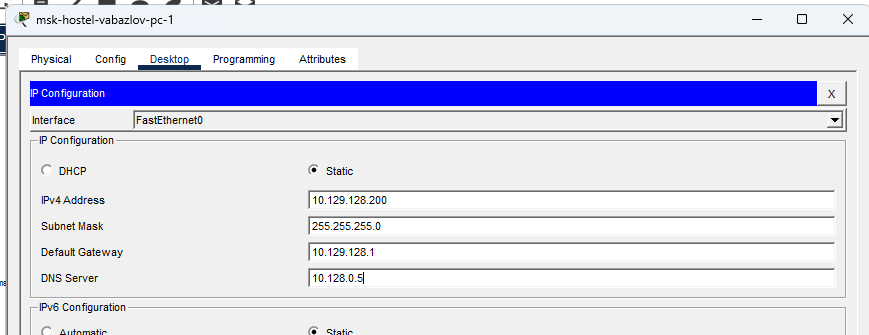 msk-hostel-vabazlov-pc-1
Physical Config Desktop Programming Attributes
IP Configuration X
Interface FastEthernet0
IP Configuration
DHCP Static
IPv4 Address 10.129.128.200
Subnet Mask 255.255.255.0
Default Gateway 10.129.128.1
DNS Server 10.128.0.5
IPv6 Configuration
Automatic Static